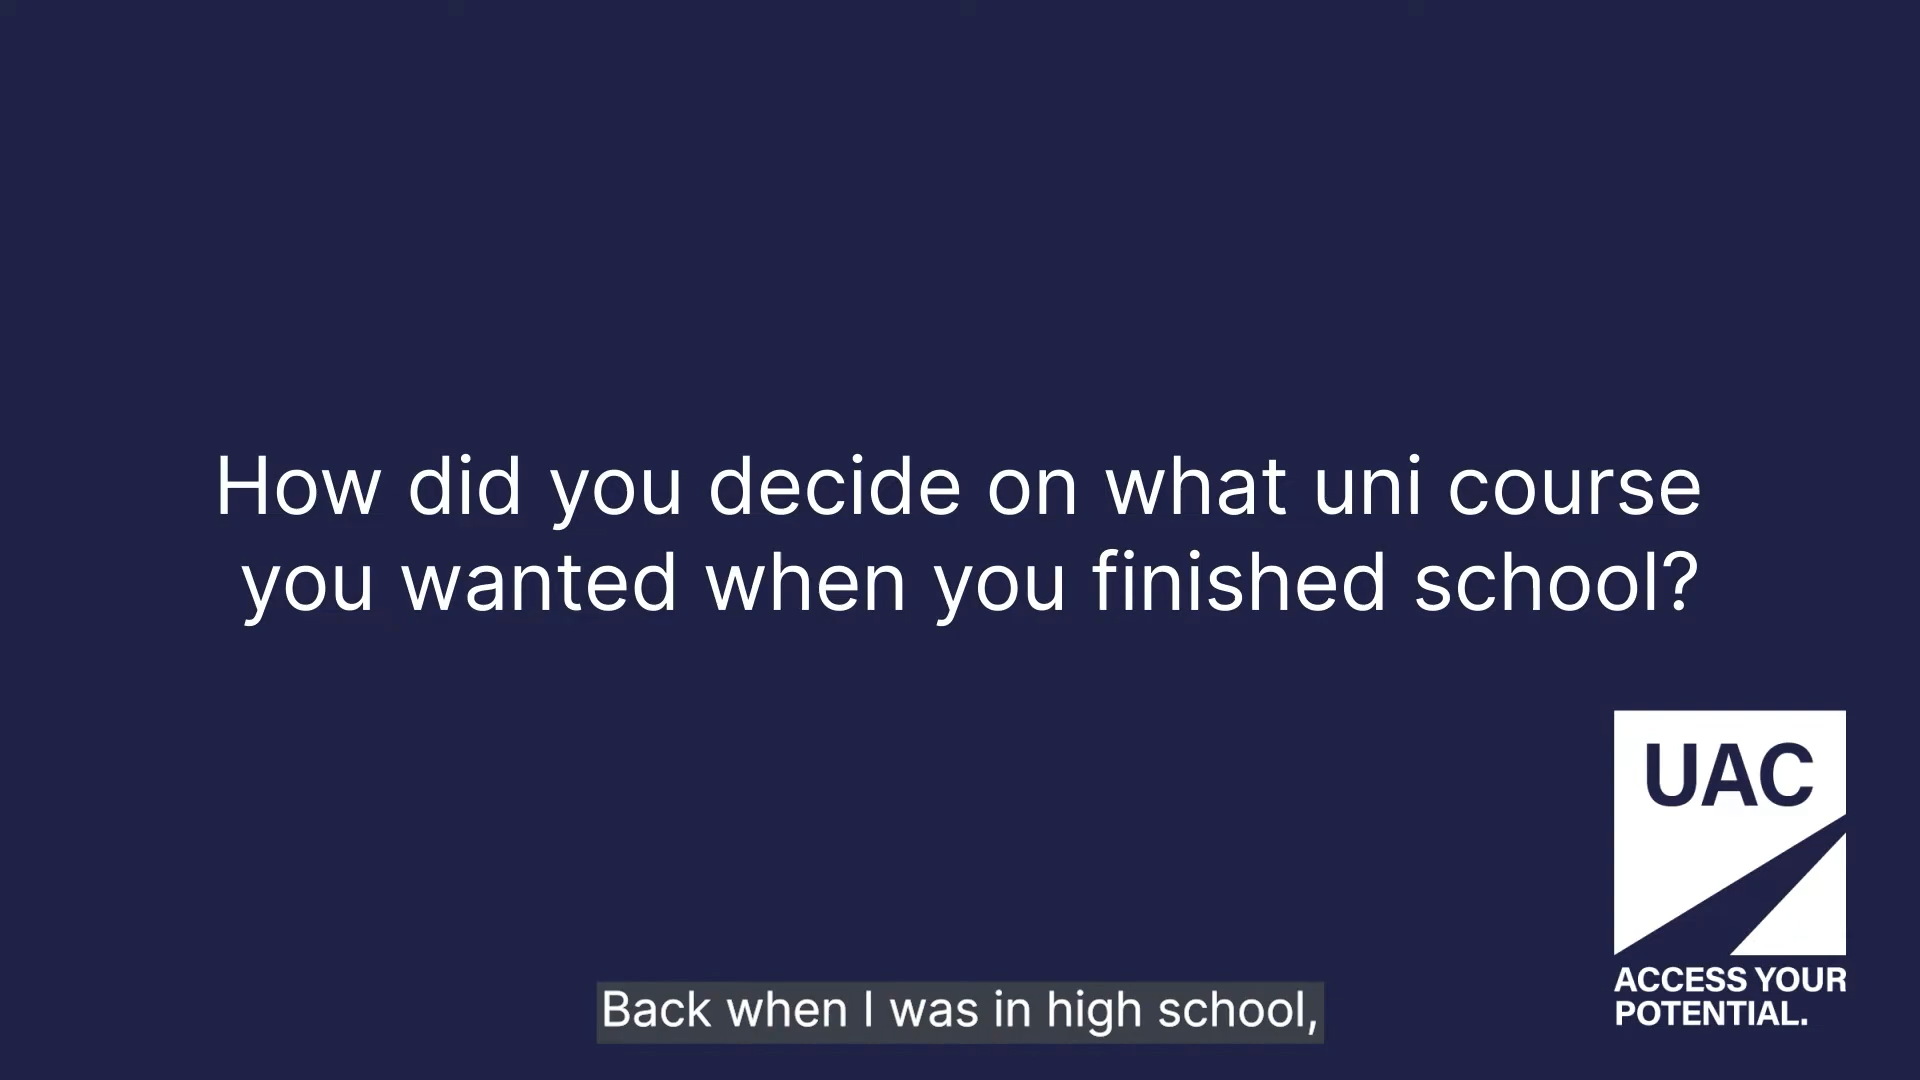 How did you decide on what uni course
you wanted when you finished school?
UAC
ACCESS YOUR
POTENTIAL.
Back when I was in high school,